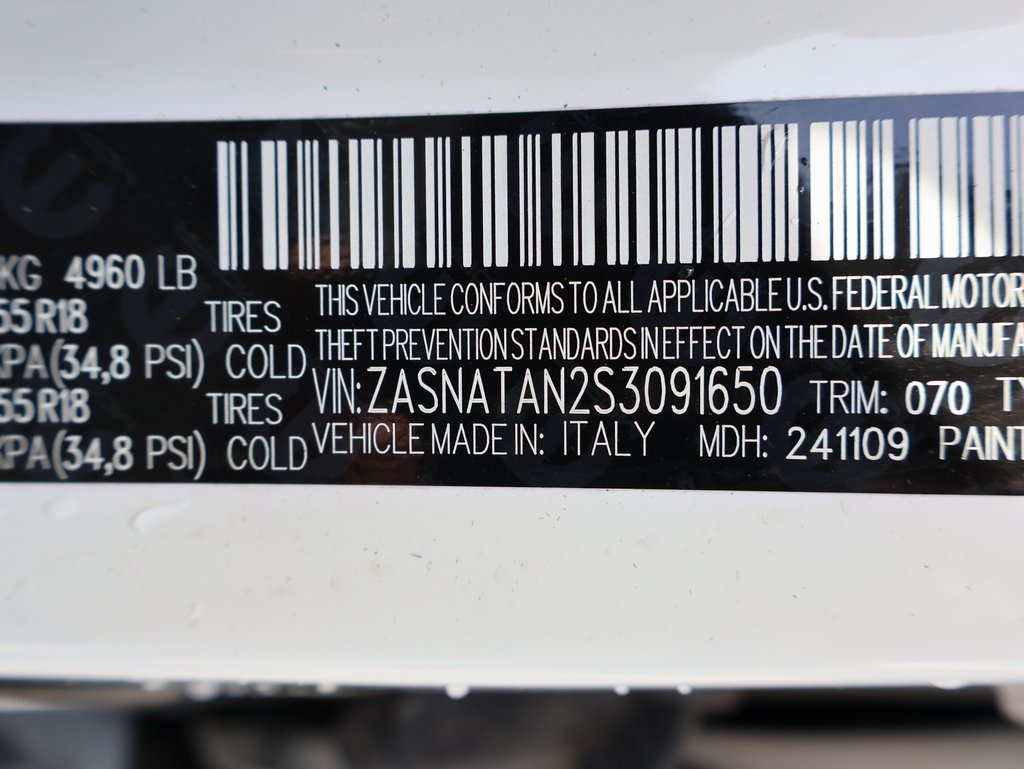 KG 4960 LB
55R18 TIRES
KPA(34,8 PSI) COLD
55R18 TIRES
KPA(34,8 PSI) COLD
THIS VEHICLE CONFORMS TO ALL APPLICABLE U.S. FEDERAL MOTOR
THEFT PREVENTION STANDARDS IN EFFECT ON THE DATE OF MANUFA
VIN: ZASNATAN2S3091650 TRIM: 070 TY
VEHICLE MADE IN: ITALY MDH: 241109 PAINT